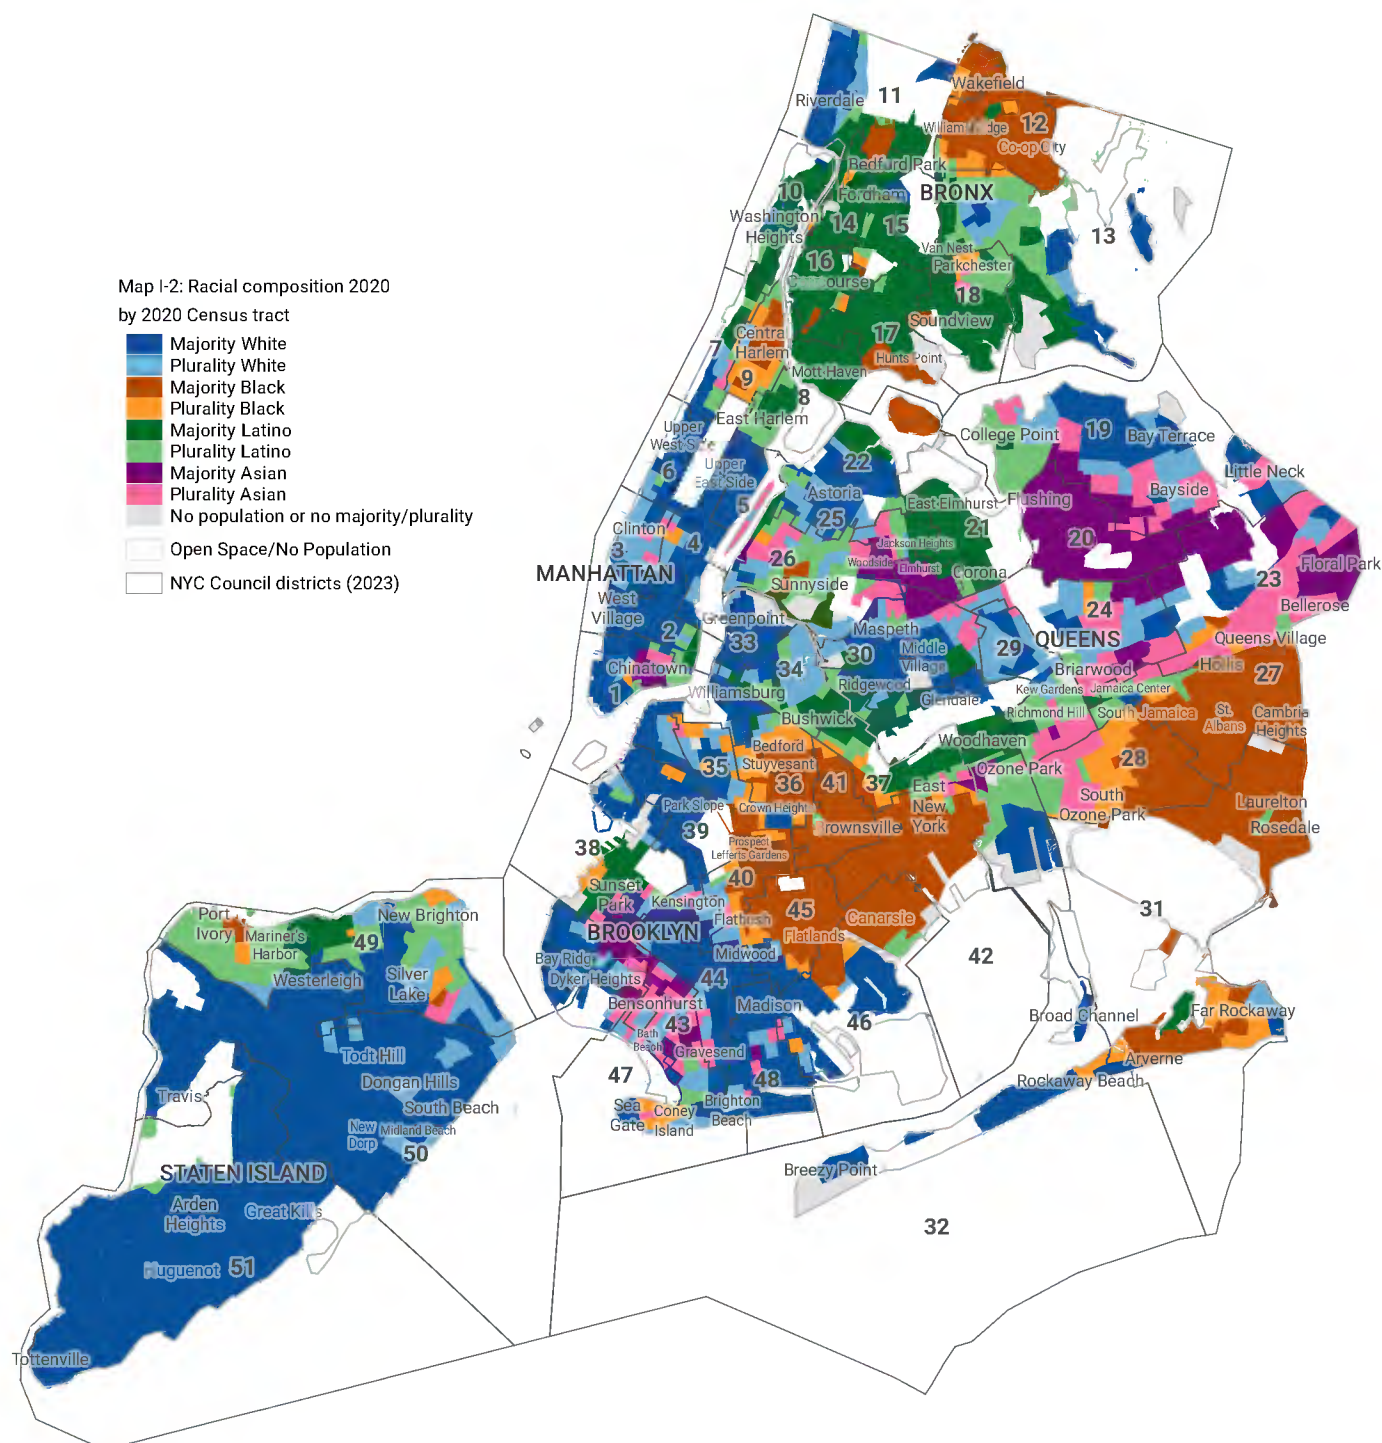 Map I-2: Racial composition 2020
by 2020 Census tract
Majority White
Plurality White
Majority Black
Plurality Black
Majority Latino
Plurality Latino
Majority Asian
Plurality Asian
No population or no majority/plurality
Open Space/No Population
NYC Council districts (2023)
Wakefield
11
Riverdale
12
Co-op City
Bedford Park
10
Fordham
BRONX
Washington
Heights
14
15
13
Van Nest
16
Parkchester
18
17
Soundview
Central
Harlem
7
Hunts Point
Mott Haven
9
8
East Harlem
Upper
West S
College Point
19
Bay Terrace
6
Upper
East Side
22
Little Neck
Astoria
Bayside
5
East Elmhurst
Flushing
25
21
Clinton
4
20
3
Jackson Heights
26
Woodside
Elmhurst
Floral Park
MANHATTAN
Corona
23
Sunnyside
Bellerose
West
Village
24
Greenpoint
2
33
Maspeth
QUEENS
Queens Village
29
30
Middle
Village
Chinatown
34
Briarwood
Hollis
27
1
Williamsburg
Ridgewood
Glendale
Kew Gardens
Jamaica Center
Bushwick
Richmond Hill
South Jamaica
St.
Albans
Cambria
Heights
Woodhaven
Bedford
Stuyvesant
35
28
Ozone Park
36
41
37
East
New
York
South
Ozone Park
Park Slope
Crown Heights
Laurelton
39
Brownsville
Rosedale
38
Prospect
Lefferts Gardens
40
Sunset
Park
Kensington
45
Flatbush
Canarsie
31
Port
Ivory
New Brighton
Mariner's
Harbor
49
BROOKLYN
Flatlands
Westerleigh
Bay Ridge
Midwood
42
Silver
Lake
Dyker Heights
44
Bensonhurst
Madison
Far Rockaway
Broad Channel
43
46
Bath
Beach
Todt Hill
Gravesend
Arverne
47
48
Dongan Hills
Rockaway Beach
Travis
South Beach
Sea
Gate
Coney
Island
Brighton
Beach
New
Dorp
Midland Beach
50
STATEN ISLAND
Breezy Point
Arden
Heights
Great Kills
32
Huguenot
51
Tottenville